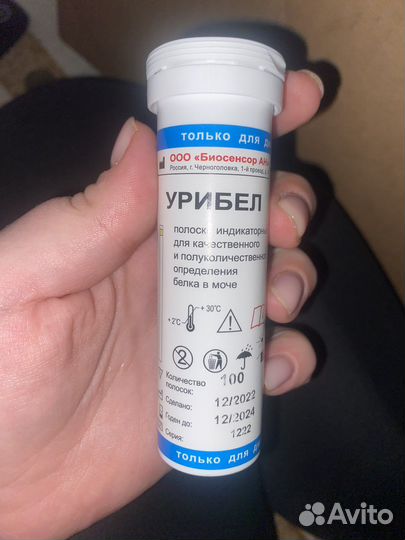 только для
ООО «Биосенсор АН»
Россия, г. Черноголовка, 1-й проезд,
УРИБЕЛ
полоски индикаторные
для качественного
и полуколичественного
определения
белка в моче
+30°C
+2°C
2
Количество
полосок: 100
Сделано: 12/2022
Годен до: 12/2024
Серия: 1222
только для
Avito